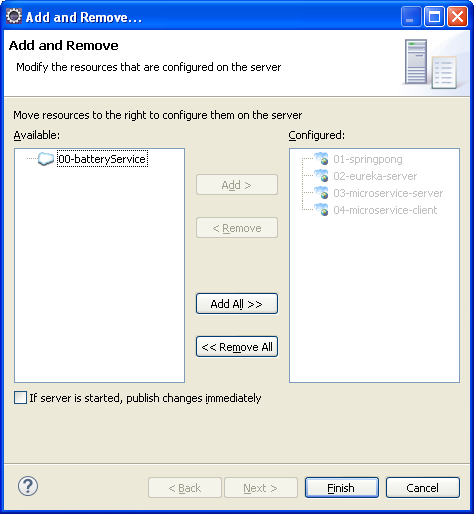 Add and Remove...
Add and Remove
Modify the resources that are configured on the server
Move resources to the right to configure them on the server
Available:
Configured:
00-batteryService
01-springpong
02-eureka-server
03-microservice-server
04-microservice-client
Add >
< Remove
Add All >>
<< Remove All
If server is started, publish changes immediately
?
< Back
Next >
Finish
Cancel